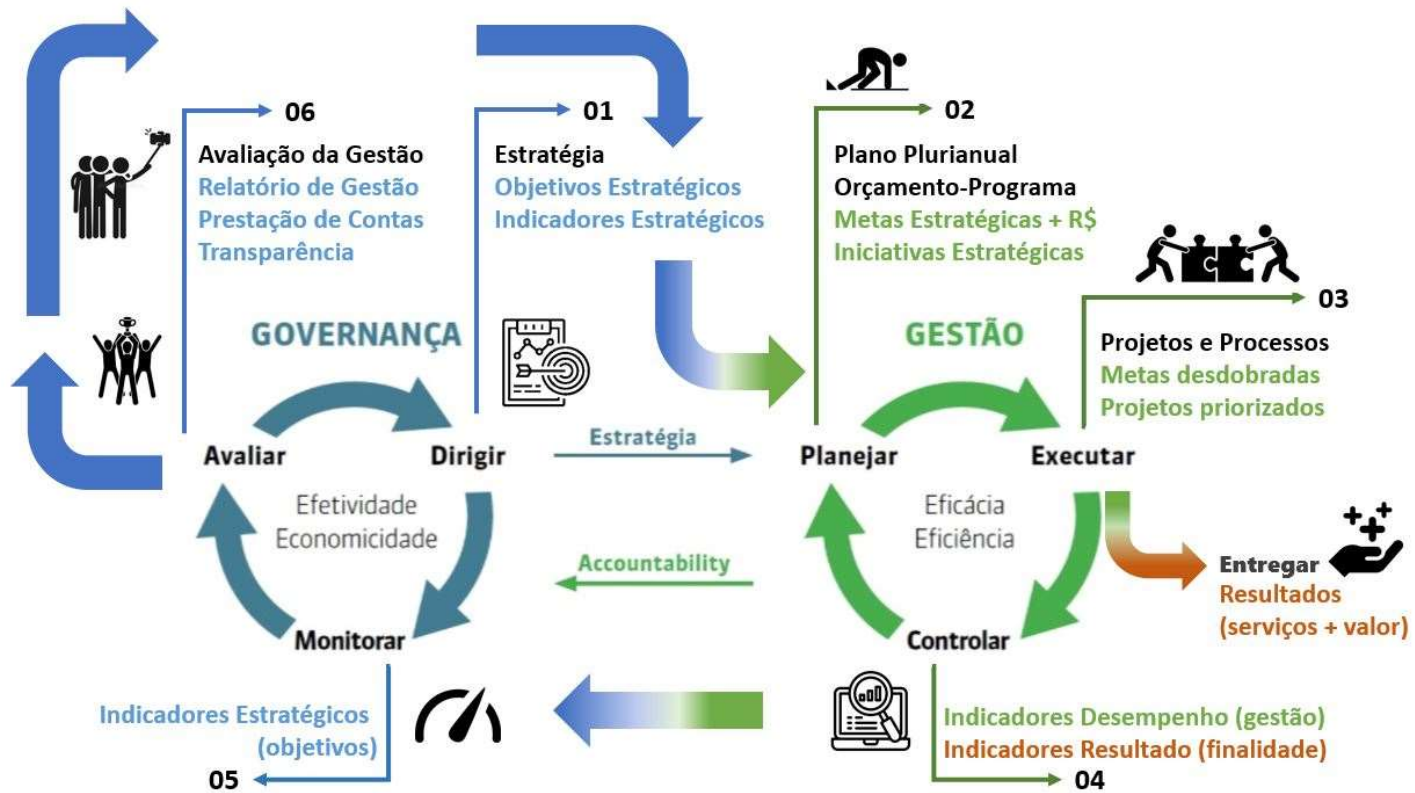 06
Avaliação da Gestão
Relatório de Gestão
Prestação de Contas
Transparência
01
Estratégia
Objetivos Estratégicos
Indicadores Estratégicos
02
Plano Plurianual
Orçamento-Programa
Metas Estratégicas + R$
Iniciativas Estratégicas
03
Projetos e Processos
Metas desdobradas
Projetos priorizados
GOVERNANÇA
Avaliar
Dirigir
Efetividade
Economicidade
Monitorar
Estratégia
Accountability
GESTÃO
Planejar
Executar
Eficácia
Eficiência
Controlar
Entregar
Resultados
(serviços + valor)
Indicadores Desempenho (gestão)
Indicadores Resultado (finalidade)
04
Indicadores Estratégicos
(objetivos)
05